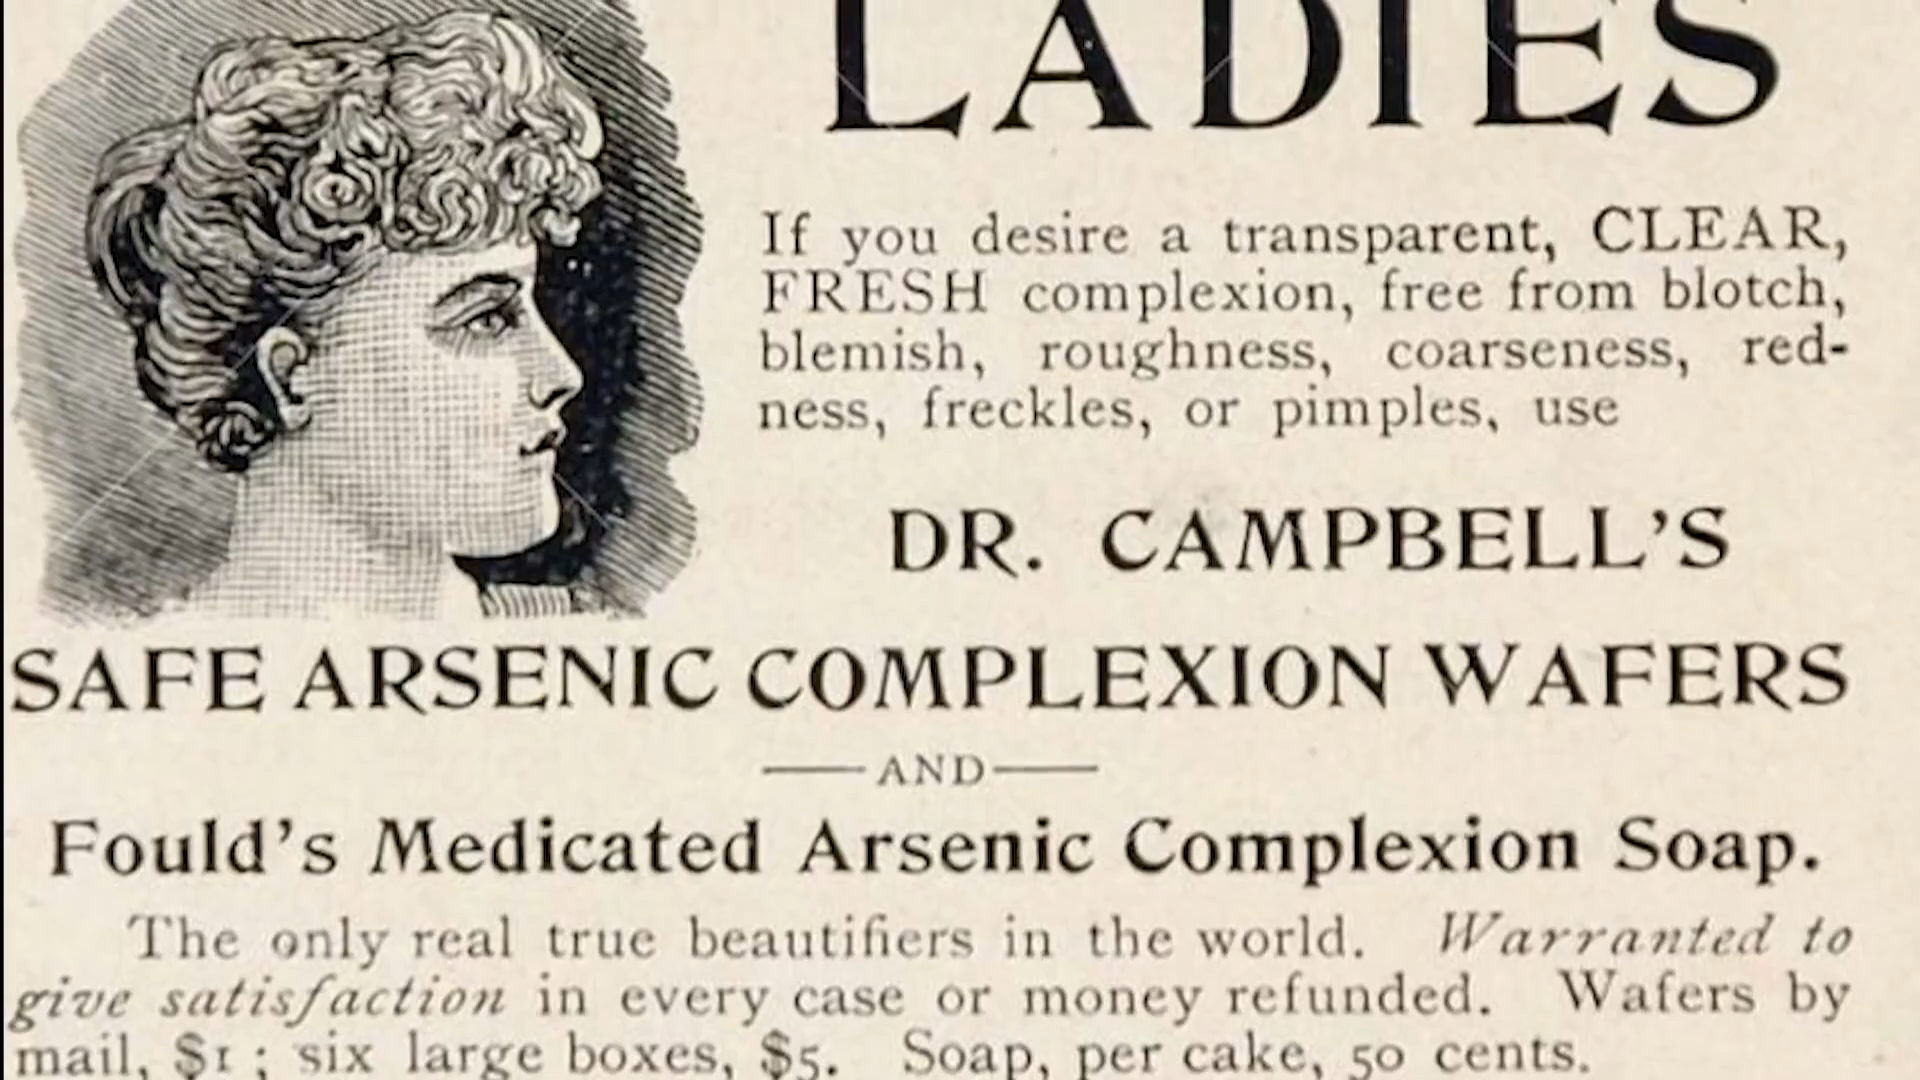 LADIES
If you desire a transparent, CLEAR,
FRESH complexion, free from blotch,
blemish, roughness, coarseness, red-
ness, freckles, or pimples, use
DR. CAMPBELL'S
SAFE ARSENIC COMPLEXION WAFERS
AND
Fould's Medicated Arsenic Complexion Soap.
The only real true beautifiers in the world. Warranted to
give satisfaction in every case or money refunded. Wafers by
mail, $1; six large boxes, $5. Soap, per cake, 50 cents.